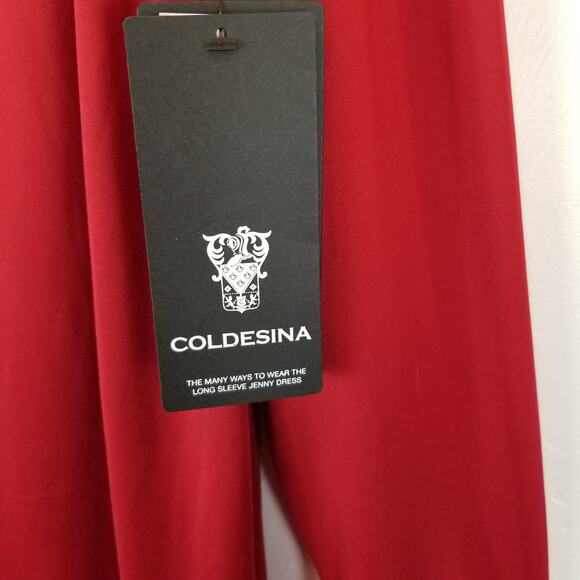 COLDESINA
THE MANY WAYS TO WEAR THE
LONG SLEEVE JENNY DRESS